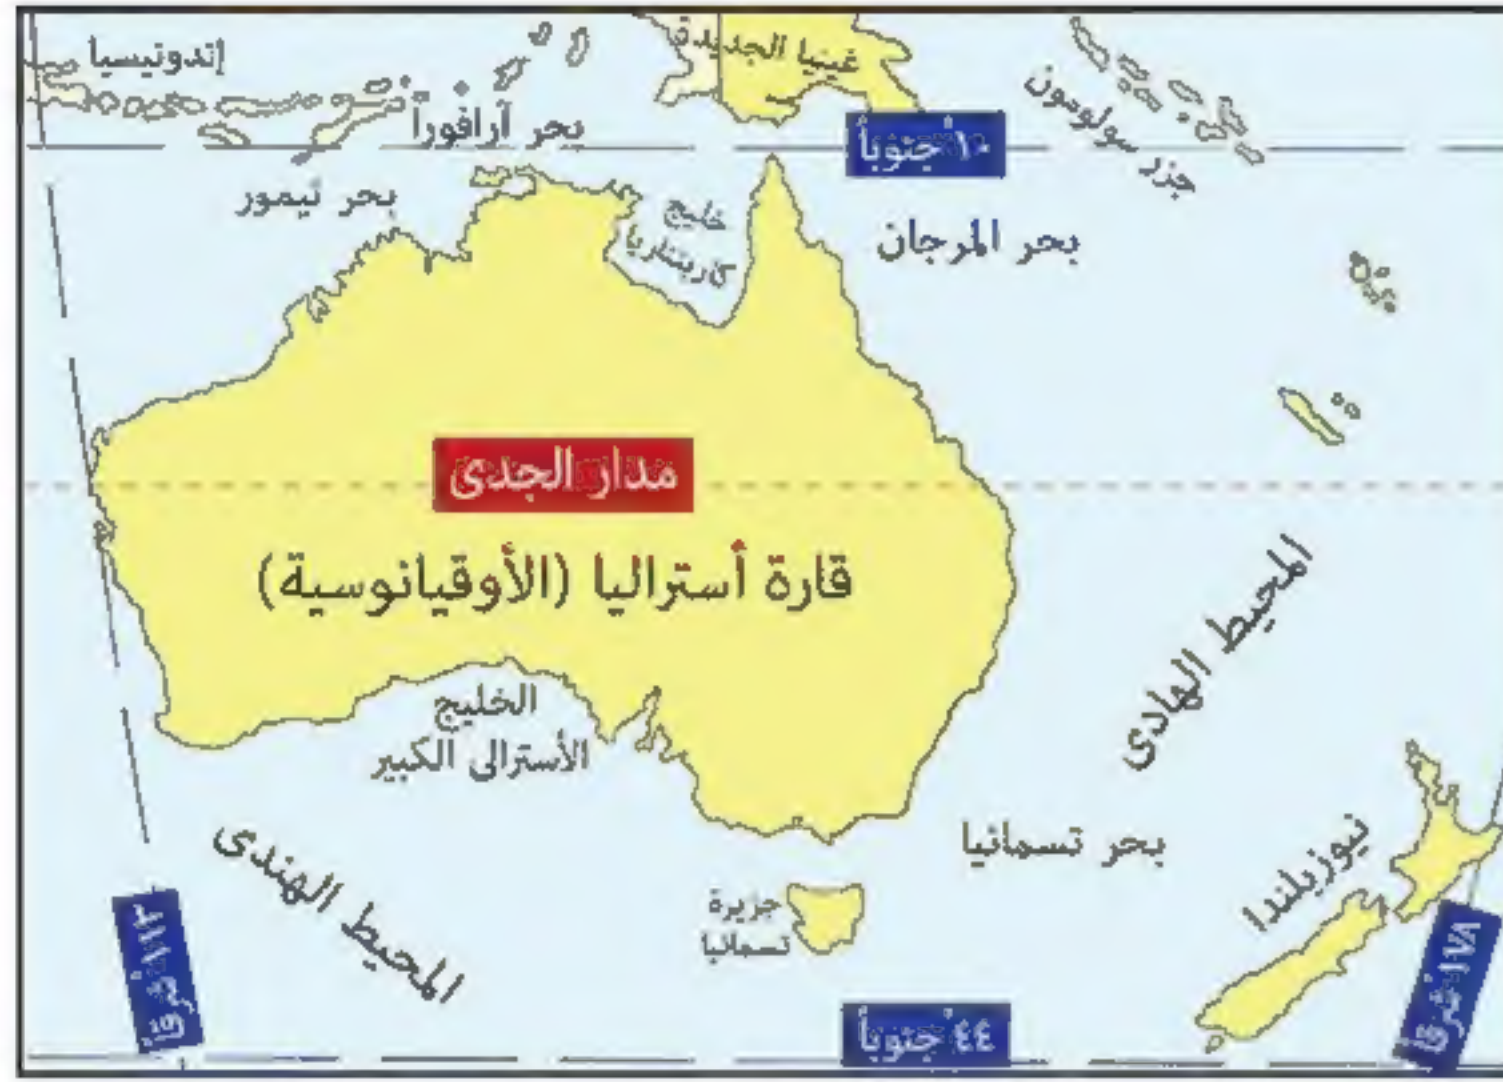 إندونيسيا
غينيا الجديدة
بحر آرافورا
جزر سولومون
١٠ْ جنوباً
بحر تيمور
خليج
كاربنتاريا
بحر المرجان
مدار الجدى
قارة أستراليا (الأوقيانوسية)
المحيط الهادى
الخليج
الأسترالى الكبير
بحر تسمانيا
نيوزيلندا
المحيط الهندى
جزيرة
تسمانيا
١١٢ْ شرقاً
١٧٨ْ شرقاً
٤٤ْ جنوباً